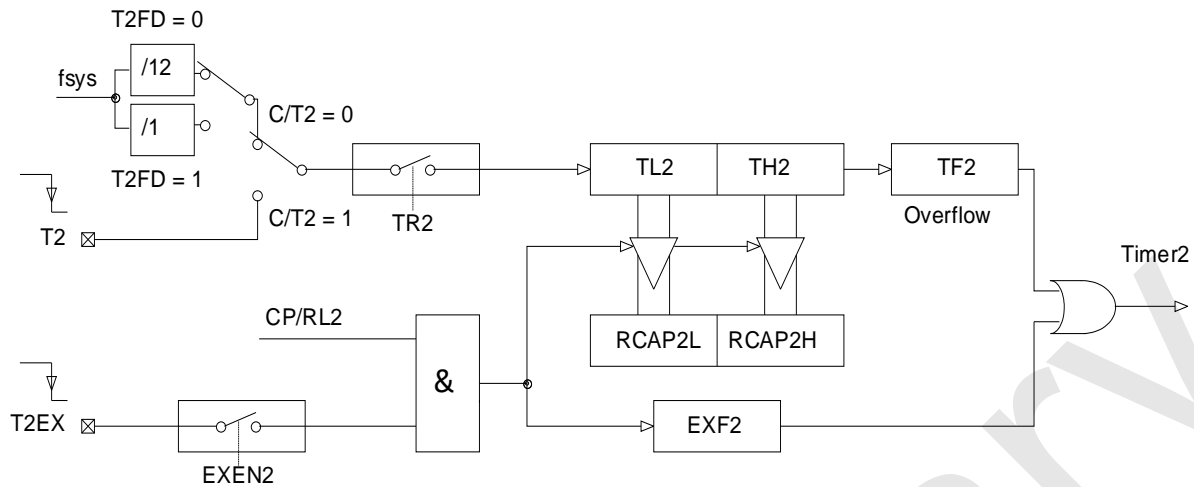 T2FD = 0
/12
fsys
C/T2 = 0
/1
T2FD = 1
TL2
TH2
TF2
C/T2 = 1
TR2
Overflow
T2
Timer2
CP/RL2
RCAP2L
RCAP2H
&
T2EX
EXF2
EXEN2